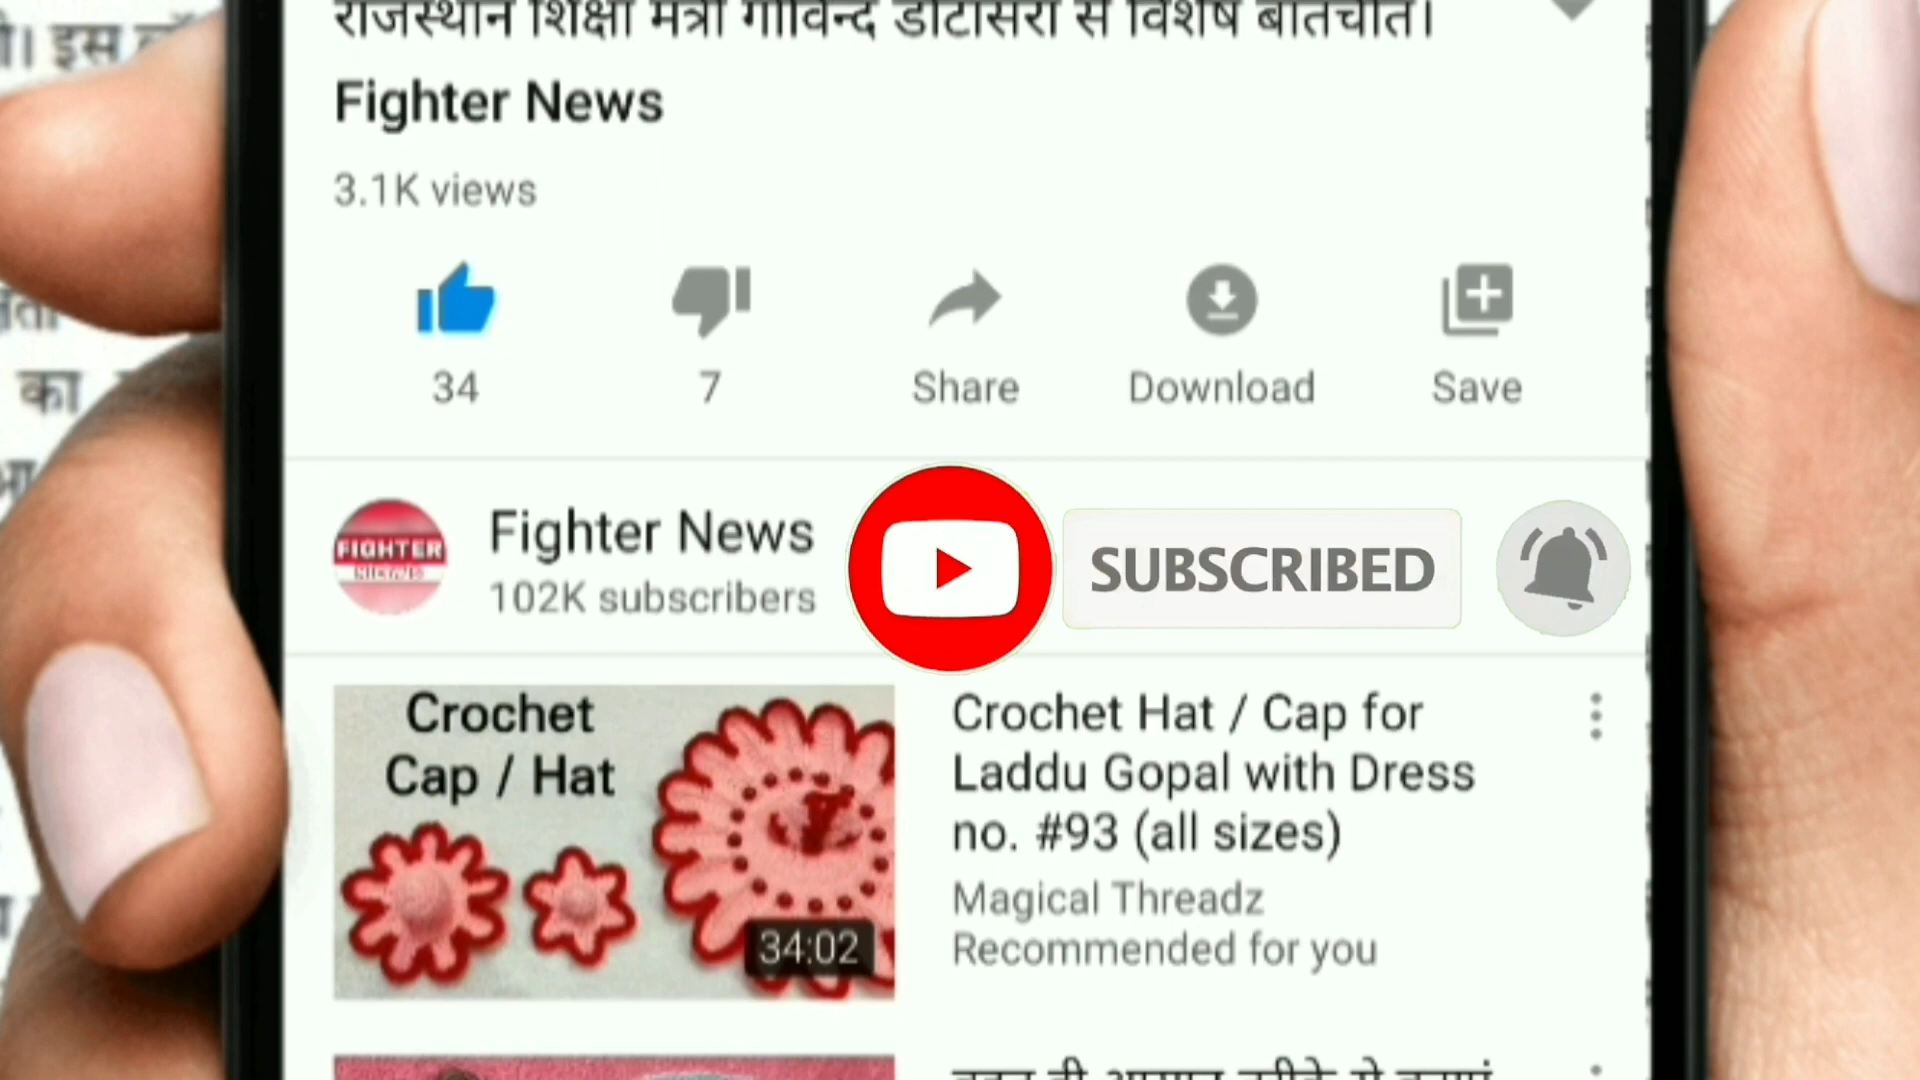 राजस्थान शिक्षा मंत्री गोविन्द डोटासरा से विशेष बातचीत।
Fighter News
3.1K views
34
7
Share
Download
Save
FIGHTER
Fighter News
102K subscribers
SUBSCRIBED
Crochet
Cap / Hat
34:02
Crochet Hat / Cap for
Laddu Gopal with Dress
no. #93 (all sizes)
Magical Threadz
Recommended for you
का
। इस